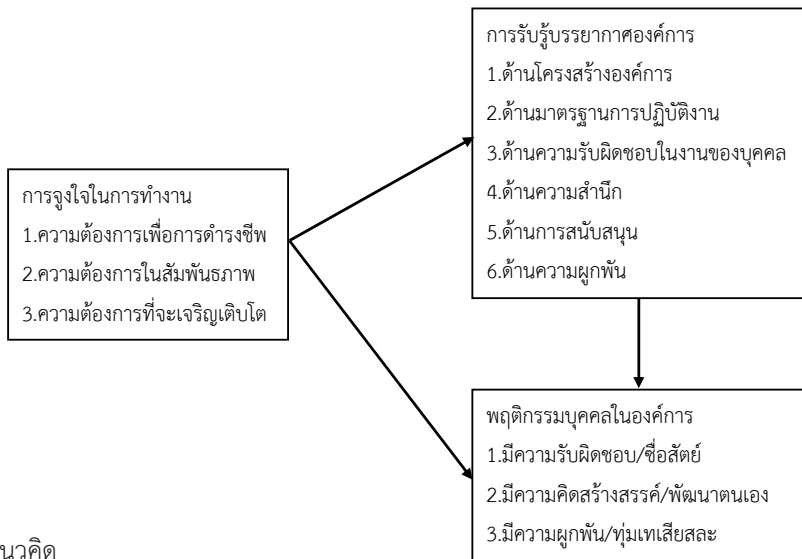 การรับรู้บรรยากาศองค์การ
1.ด้านโครงสร้างองค์การ
2.ด้านมาตรฐานการปฏิบัติงาน
3.ด้านความรับผิดชอบในงานของบุคคล
4.ด้านความสำนึก
5.ด้านการสนับสนุน
6.ด้านความผูกพัน
การจูงใจในการทำงาน
1.ความต้องการเพื่อการดำรงชีพ
2.ความต้องการในสัมพันธภาพ
3.ความต้องการที่จะเจริญเติบโต
พฤติกรรมบุคคลในองค์การ
1.มีความรับผิดชอบ/ซื่อสัตย์
2.มีความคิดสร้างสรรค์/พัฒนาตนเอง
3.มีความผูกพัน/ทุ่มเทเสียสละ
นวคิด